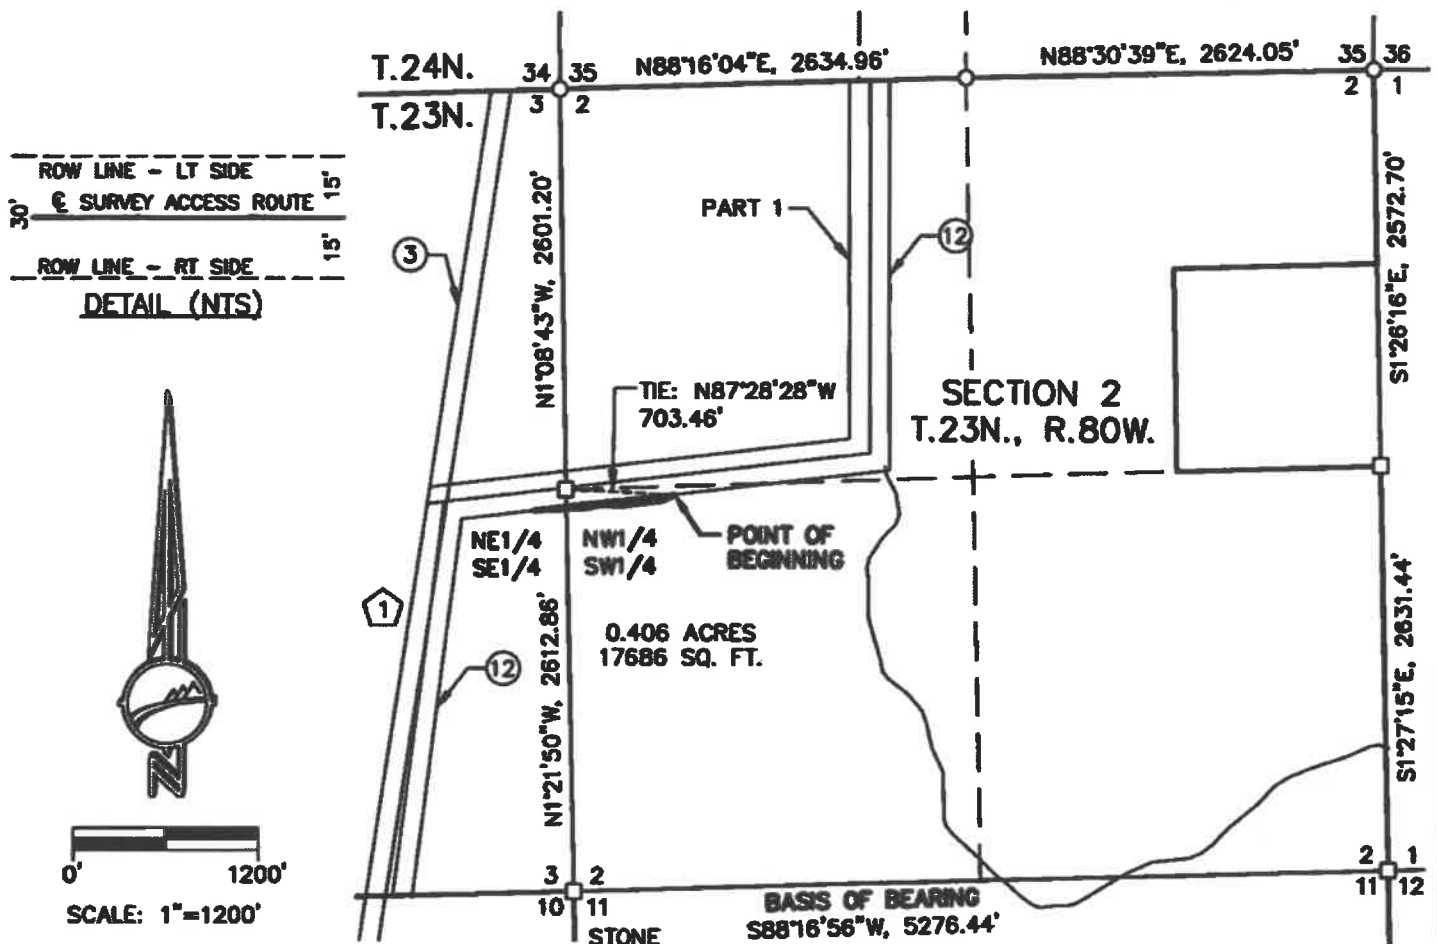 T.24N.
T.23N.
34 35
3 2
N88°16'04"E, 2634.96'
N88°30'39"E, 2624.05'
35 36
2 1
ROW LINE - LT SIDE
℄ SURVEY ACCESS ROUTE
15'
30'
15'
ROW LINE - RT SIDE
DETAIL (NTS)
3
N1°08'43"W, 2601.20'
PART 1
12
S1°26'16"E, 2572.70'
TIE: N87°28'28"W
703.46'
SECTION 2
T.23N., R.80W.
NE1/4
SE1/4
NW1/4
SW1/4
POINT OF
BEGINNING
1
0.406 ACRES
17686 SQ. FT.
12
N1°21'50"W, 2612.86'
S1°27'15"E, 2631.44'
N
0' 1200'
SCALE: 1"=1200'
3 2
10 11
STONE
BASIS OF BEARING
S88°16'56"W, 5276.44'
2 1
11 12